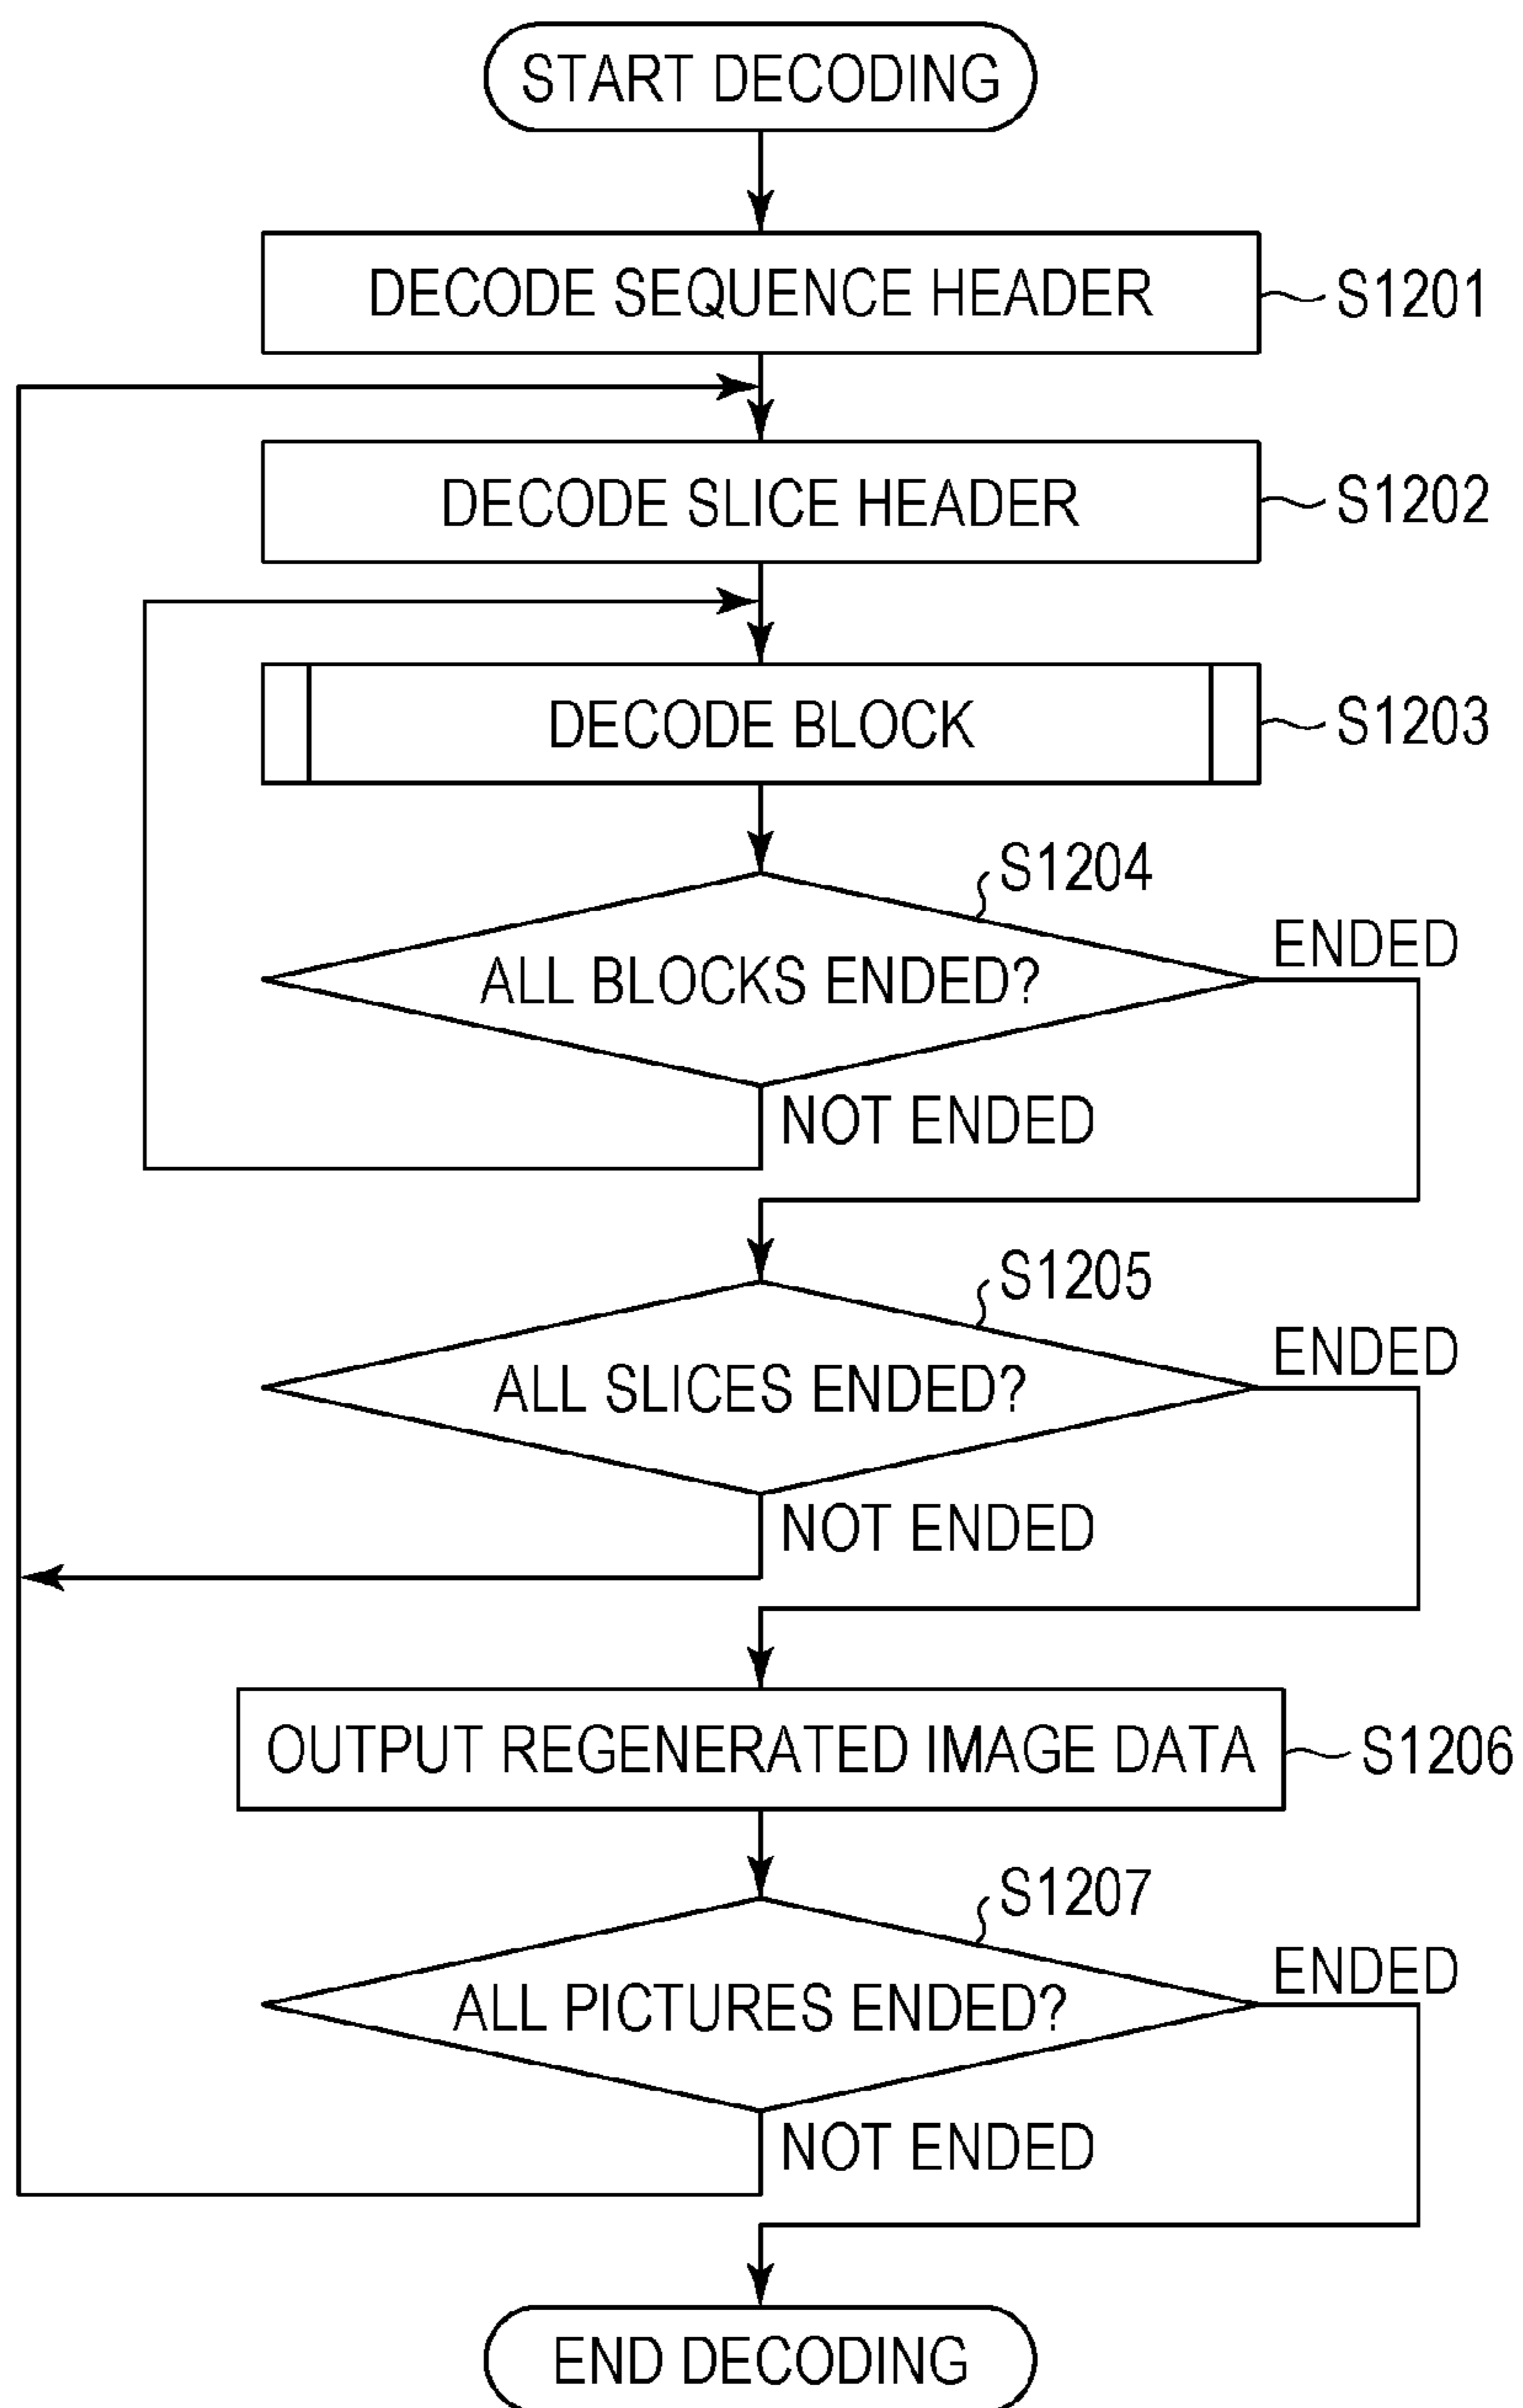 START DECODING
DECODE SEQUENCE HEADER
S1201
DECODE SLICE HEADER
S1202
DECODE BLOCK
S1203
S1204
ALL BLOCKS ENDED?
ENDED
NOT ENDED
S1205
ALL SLICES ENDED?
ENDED
NOT ENDED
OUTPUT REGENERATED IMAGE DATA
S1206
S1207
ALL PICTURES ENDED?
ENDED
NOT ENDED
END DECODING